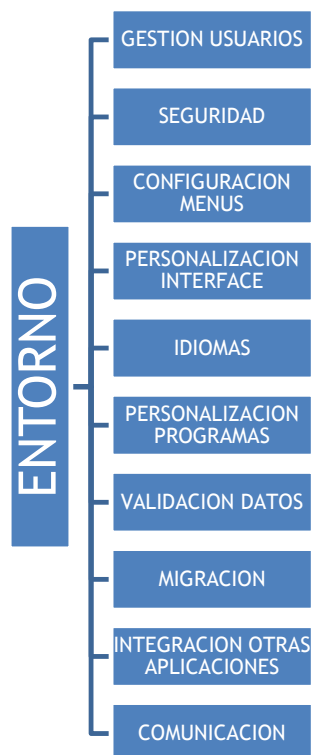 ENTORNO
GESTION USUARIOS
SEGURIDAD
CONFIGURACION
MENUS
PERSONALIZACION
INTERFACE
IDIOMAS
PERSONALIZACION
PROGRAMAS
VALIDACION DATOS
MIGRACION
INTEGRACION OTRAS
APLICACIONES
COMUNICACION